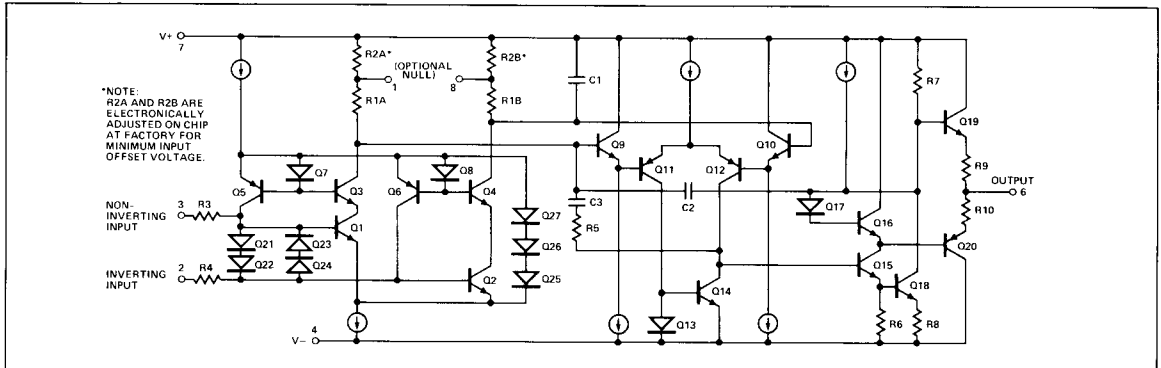 V+
7
R2A*
R2B*
(OPTIONAL
NULL)
1
8
R1A
R1B
C1
R7
*NOTE:
R2A AND R2B ARE
ELECTRONICALLY
ADJUSTED ON CHIP
AT FACTORY FOR
MINIMUM INPUT
OFFSET VOLTAGE.
Q7
Q8
Q5
Q3
Q6
Q4
Q9
Q10
Q11
Q12
Q19
R9
OUTPUT
6
R10
NON-
INVERTING
INPUT
3
R3
Q1
Q21
Q23
Q22
Q24
Q27
Q26
Q25
C3
C2
R5
Q17
Q16
Q20
Q15
Q18
INVERTING
INPUT
2
R4
Q2
Q14
Q13
R6
R8
V-
4